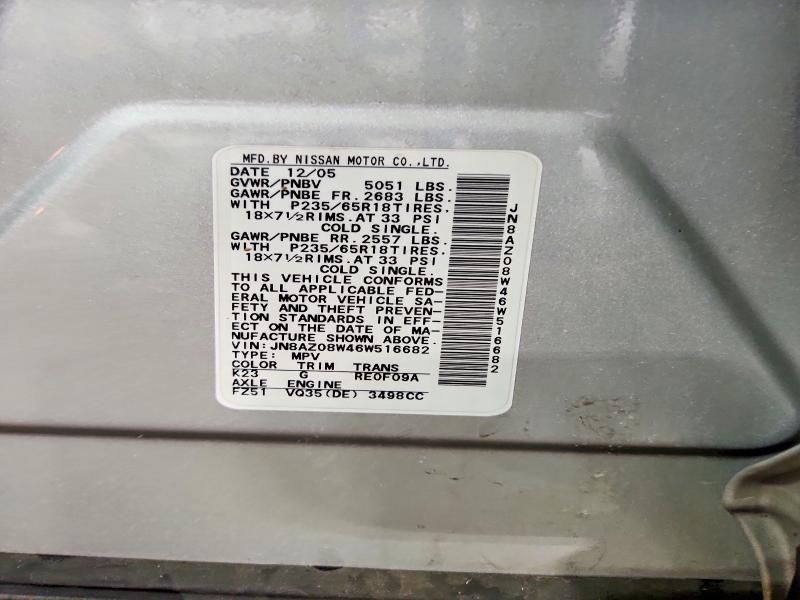 MFD.BY NISSAN MOTOR CO.,LTD.
DATE 12/05
GVWR/PNBV 5051 LBS.
GAWR/PNBE FR. 2683 LBS.
WITH P235/65R18TIRES.
18×7½RIMS.AT 33 PSI
COLD SINGLE.
GAWR/PNBE RR. 2557 LBS.
WITH P235/65R18TIRES.
18×7½RIMS.AT 33 PSI
COLD SINGLE.
THIS VEHICLE CONFORMS
TO ALL APPLICABLE FED-
ERAL MOTOR VEHICLE SA-
FETY AND THEFT PREVEN-
TION STANDARDS IN EFF-
ECT ON THE DATE OF MA-
NUFACTURE SHOWN ABOVE.
VIN:JN8AZ08W46W516682
TYPE: MPV
COLOR TRIM TRANS
K23 G RE0F09A
AXLE ENGINE
FZ51 VQ35(DE) 3498CC
JN8AZ08W46W516682